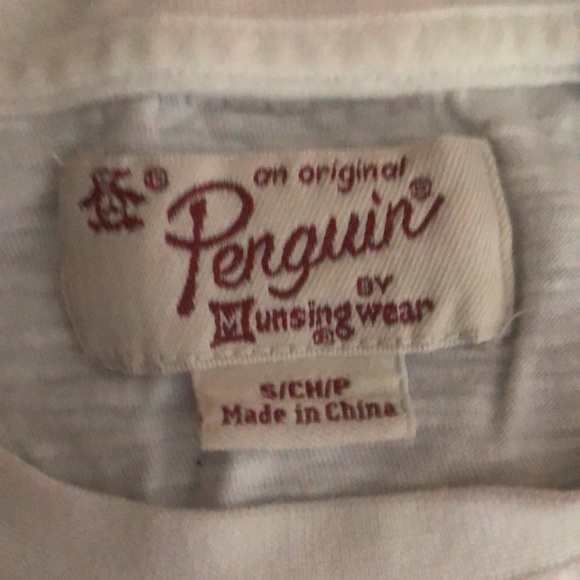 an original
Penguin®
BY
Munsingwear
®
S/CH/P
Made in China